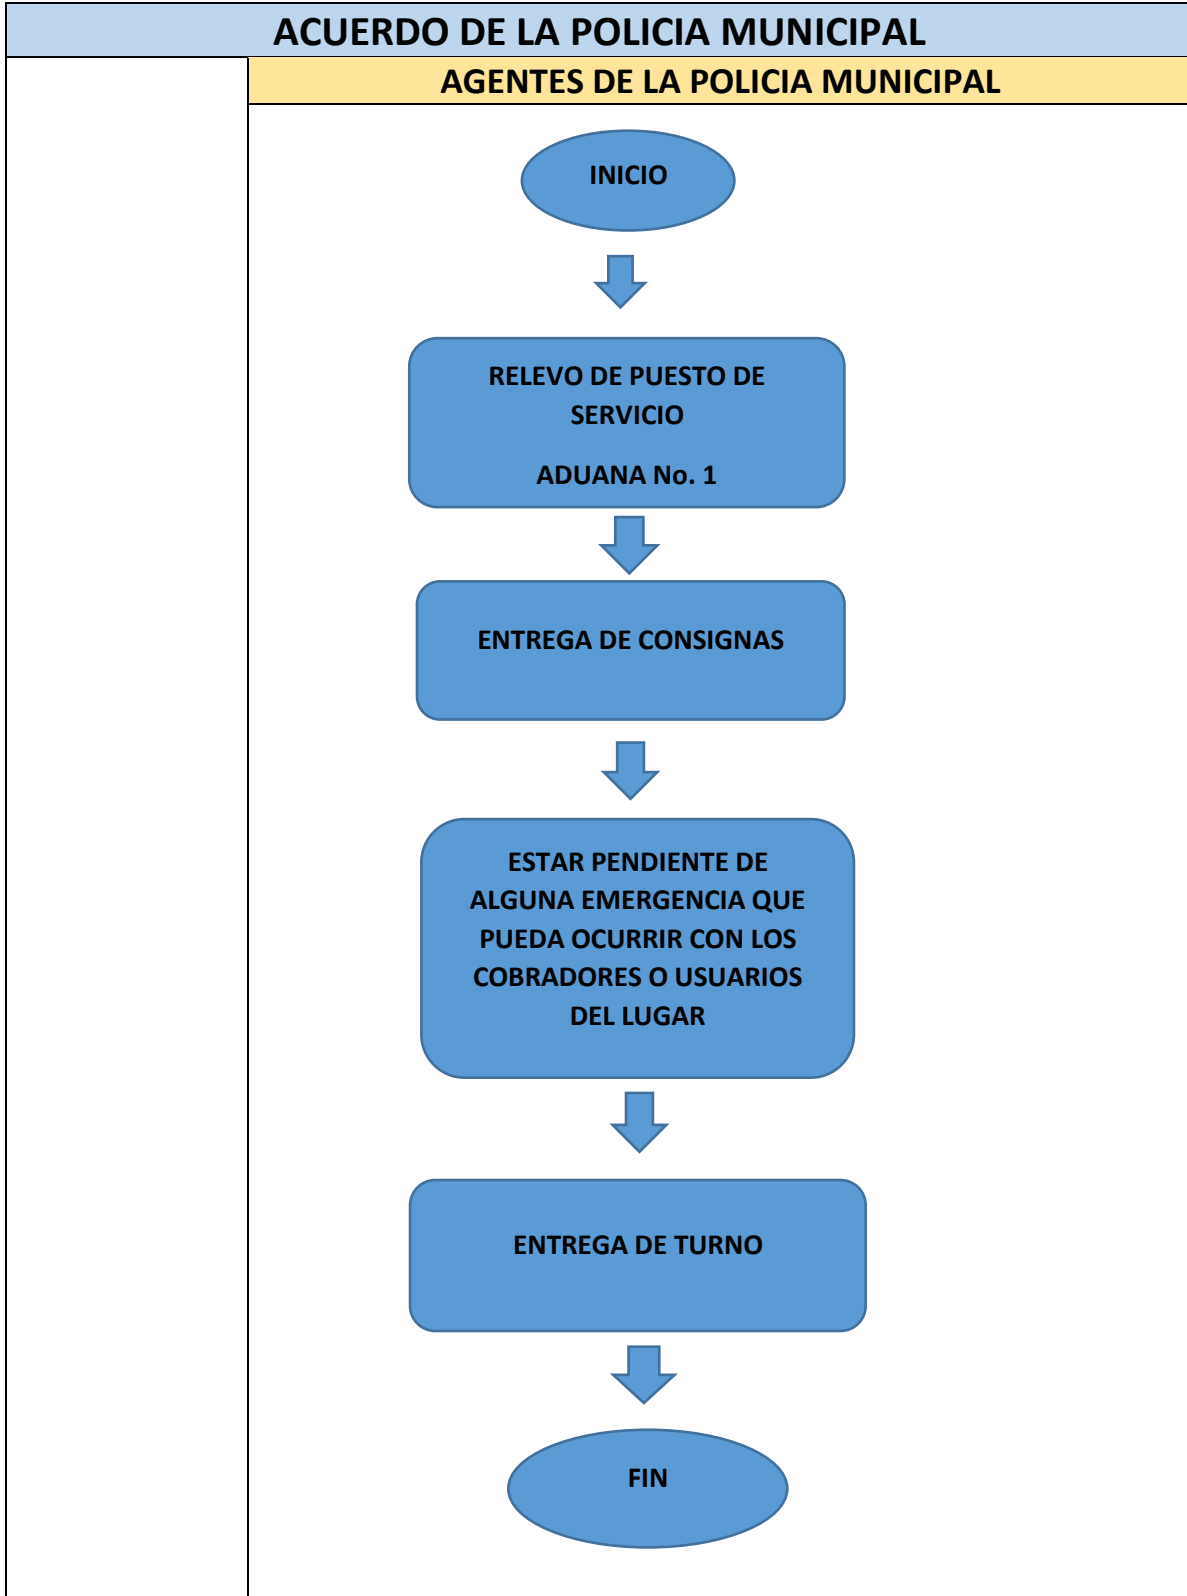 ACUERDO DE LA POLICIA MUNICIPAL
AGENTES DE LA POLICIA MUNICIPAL
INICIO
RELEVO DE PUESTO DE
SERVICIO
ADUANA No. 1
ENTREGA DE CONSIGNAS
ESTAR PENDIENTE DE
ALGUNA EMERGENCIA QUE
PUEDA OCURRIR CON LOS
COBRADORES O USUARIOS
DEL LUGAR
ENTREGA DE TURNO
FIN